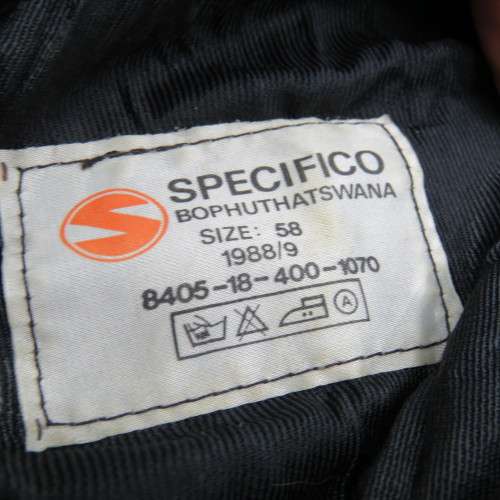 SPECIFICO
BOPHUTHATSWANA
SIZE: 58
1988/9
8405-18-400-1070
A